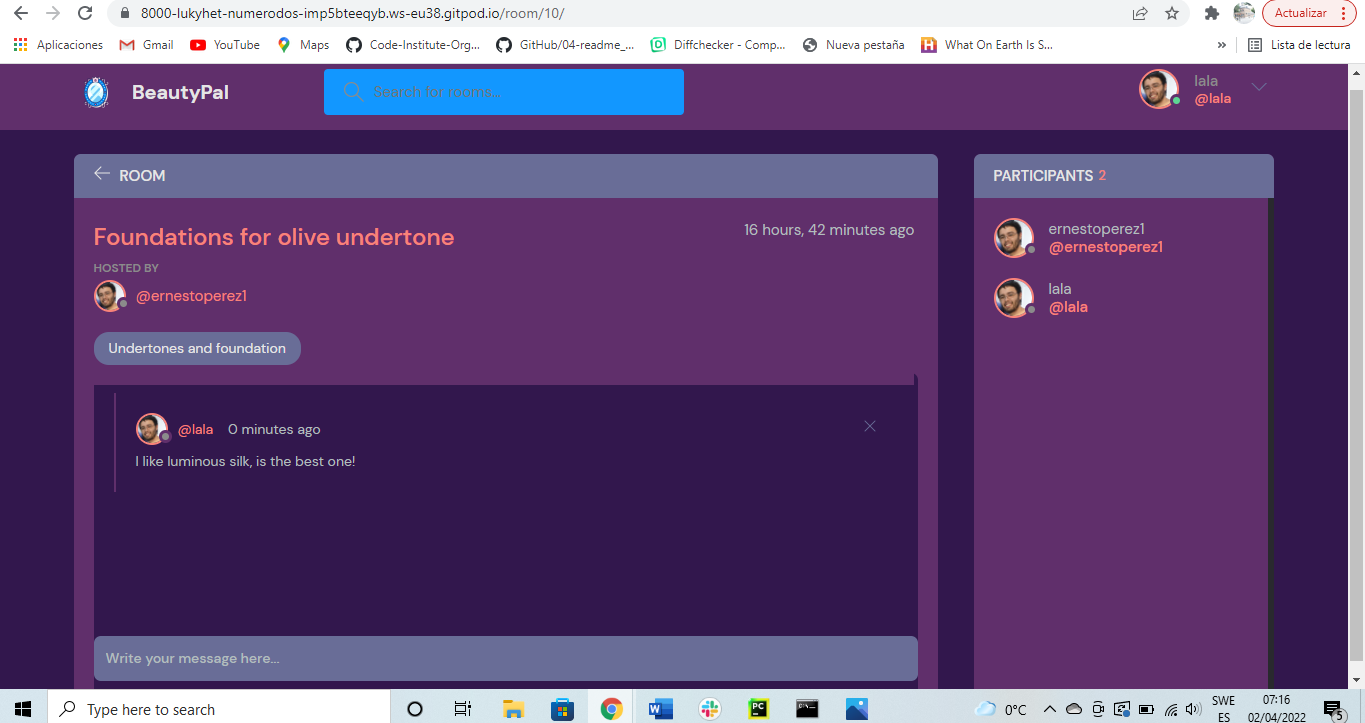 8000-lukyhet-numerodos-imp5bteeqyb.ws-eu38.gitpod.io/room/10/
Actualizar
Aplicaciones
Gmail
YouTube
Maps
Code-Institute-Org...
GitHub/04-readme_...
Diffchecker - Comp...
Nueva pestaña
What On Earth Is S...
»
Lista de lectura
BeautyPal
Search for rooms...
lala
@lala
ROOM
Foundations for olive undertone
16 hours, 42 minutes ago
HOSTED BY
@ernestoperez1
Undertones and foundation
@lala 0 minutes ago
I like luminous silk, is the best one!
Write your message here...
PARTICIPANTS 2
ernestoperez1
@ernestoperez1
lala
@lala
Type here to search
0°C
SWE
ES
07:16
02/04/2022
5